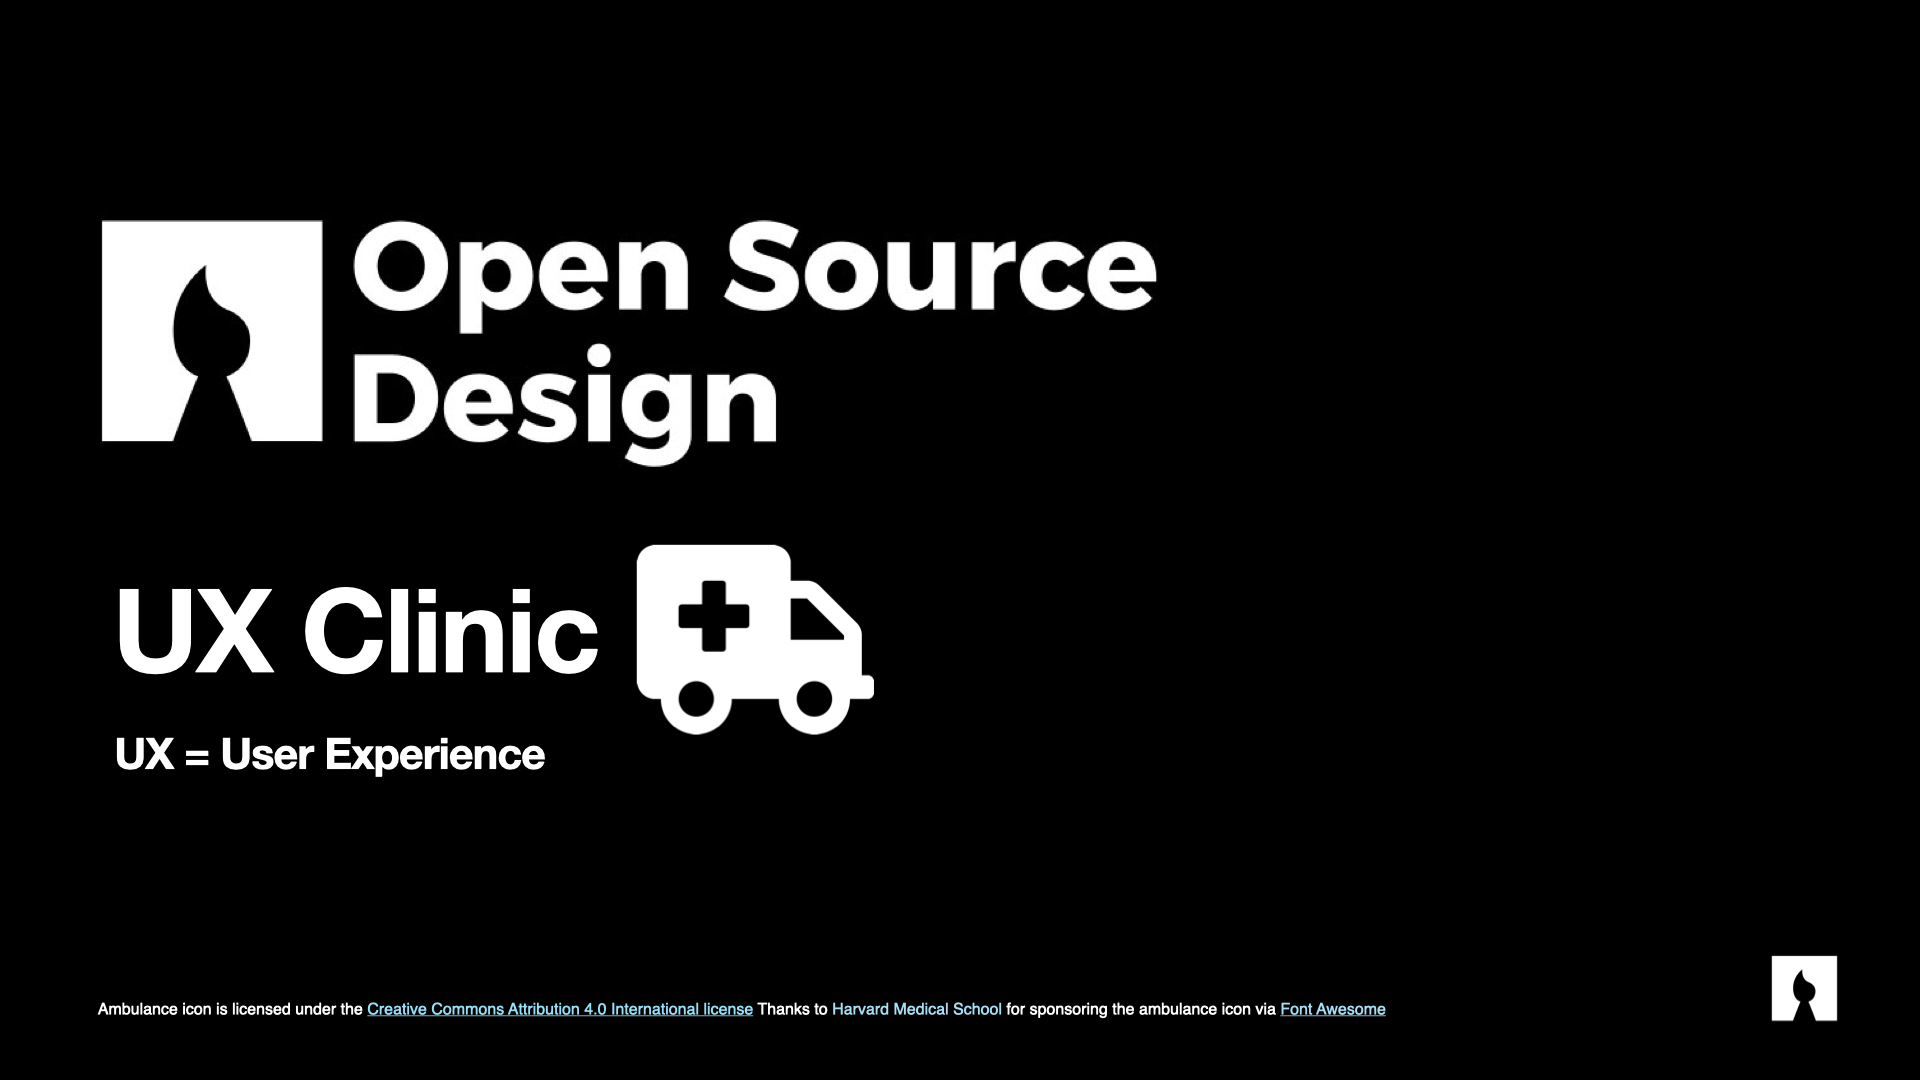 Open Source
Design
UX Clinic
UX = User Experience
Ambulance icon is licensed under the Creative Commons Attribution 4.0 International license Thanks to Harvard Medical School for sponsoring the ambulance icon via Font Awesome